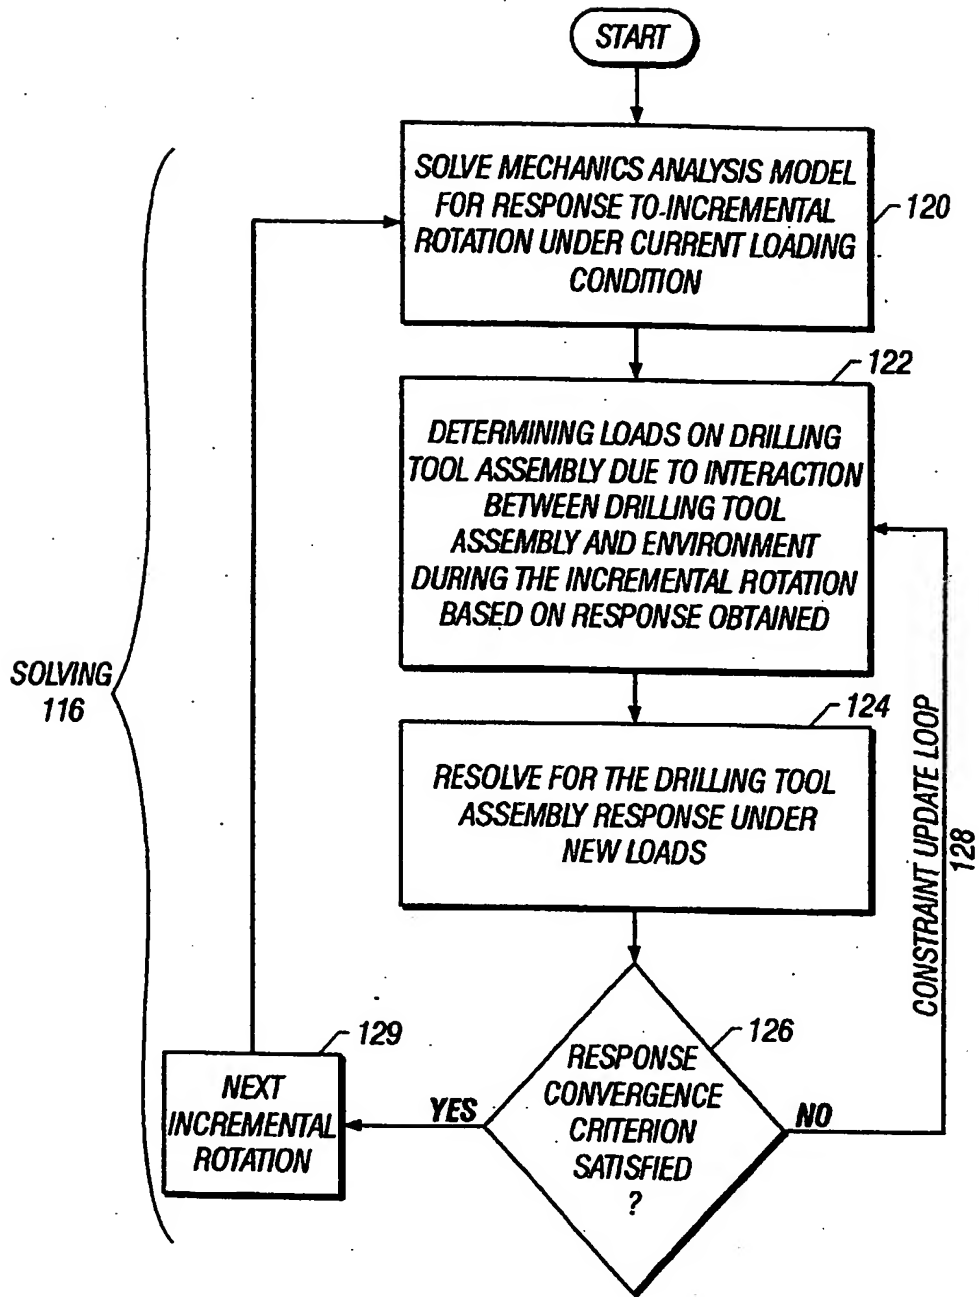 START
SOLVE MECHANICS ANALYSIS MODEL
FOR RESPONSE TO-INCREMENTAL
ROTATION UNDER CURRENT LOADING
CONDITION
120
122
DETERMINING LOADS ON DRILLING
TOOL ASSEMBLY DUE TO INTERACTION
BETWEEN DRILLING TOOL
ASSEMBLY AND ENVIRONMENT
DURING THE INCREMENTAL ROTATION
BASED ON RESPONSE OBTAINED
SOLVING
116
124
RESOLVE FOR THE DRILLING TOOL
ASSEMBLY RESPONSE UNDER
NEW LOADS
CONSTRAINT UPDATE LOOP
128
126
RESPONSE
CONVERGENCE
CRITERION
SATISFIED
?
YES
NO
129
NEXT
INCREMENTAL
ROTATION